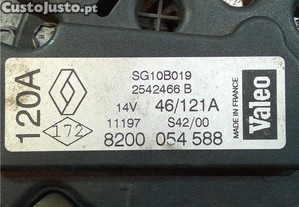 CustoJusto.pt
120A
172
SG10B019
2542466 B
14V 46/121A
11197 S42/00
8200 054 588
MADE IN FRANCE
Valeo